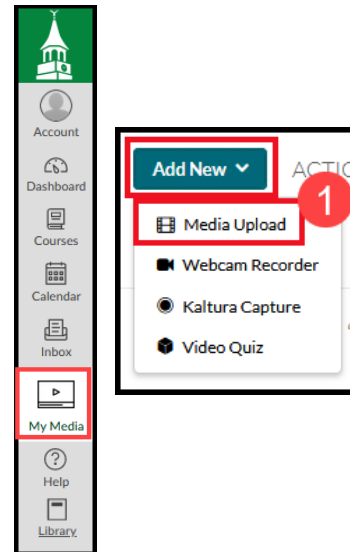 Account
Dashboard
Courses
Calendar
Inbox
My Media
Help
Library
Add New
1
Media Upload
Webcam Recorder
Kaltura Capture
Video Quiz